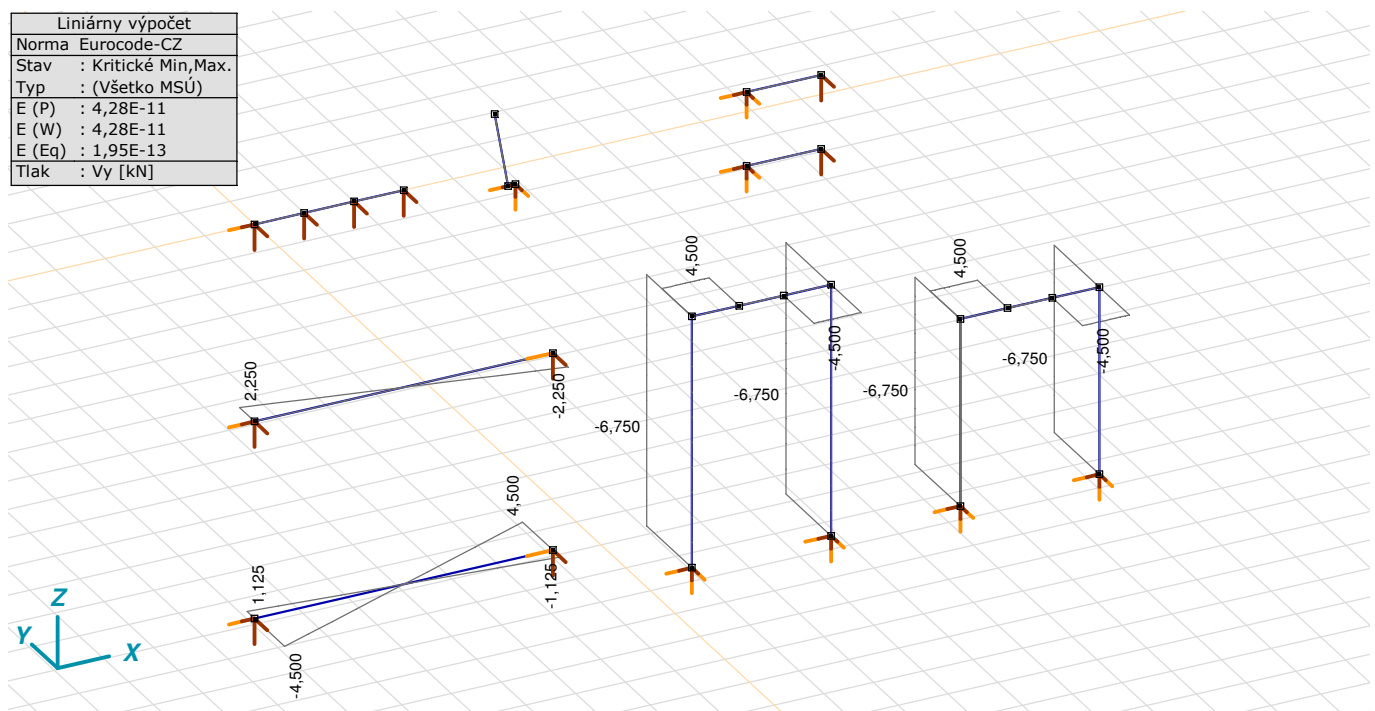 Liniárny výpočet
Norma Eurocode-CZ
Stav : Kritické Min,Max.
Typ : (Všetko MSÚ)
E (P) : 4,28E-11
E (W) : 4,28E-11
E (Eq) : 1,95E-13
Tlak : Vy [kN]
4,500
4,500
-4,500
-4,500
-6,750
-6,750
-6,750
-6,750
2,250
-2,250
4,500
1,125
-1,125
-4,500
Z
Y
X